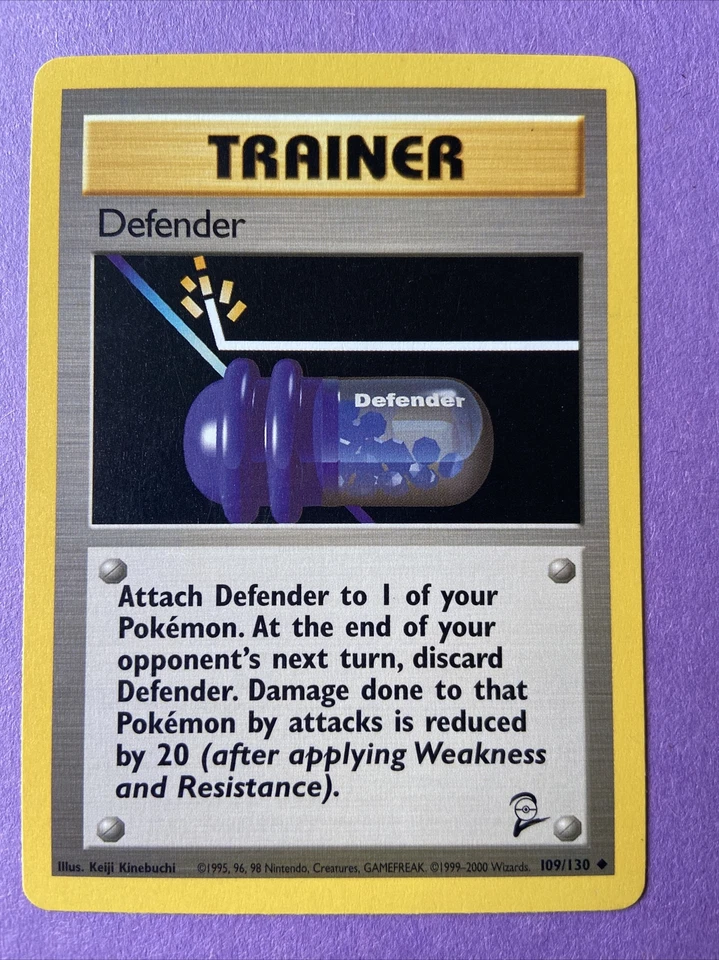 TRAINER
Defender
Defender
Attach Defender to 1 of your
Pokémon. At the end of your
opponent's next turn, discard
Defender. Damage done to that
Pokémon by attacks is reduced
by 20 (after applying Weakness
and Resistance).
2
Illus. Keiji Kinebuchi ©1995, 96, 98 Nintendo, Creatures, GAMEFREAK. ©1999-2000 Wizards. 109/130 ◆